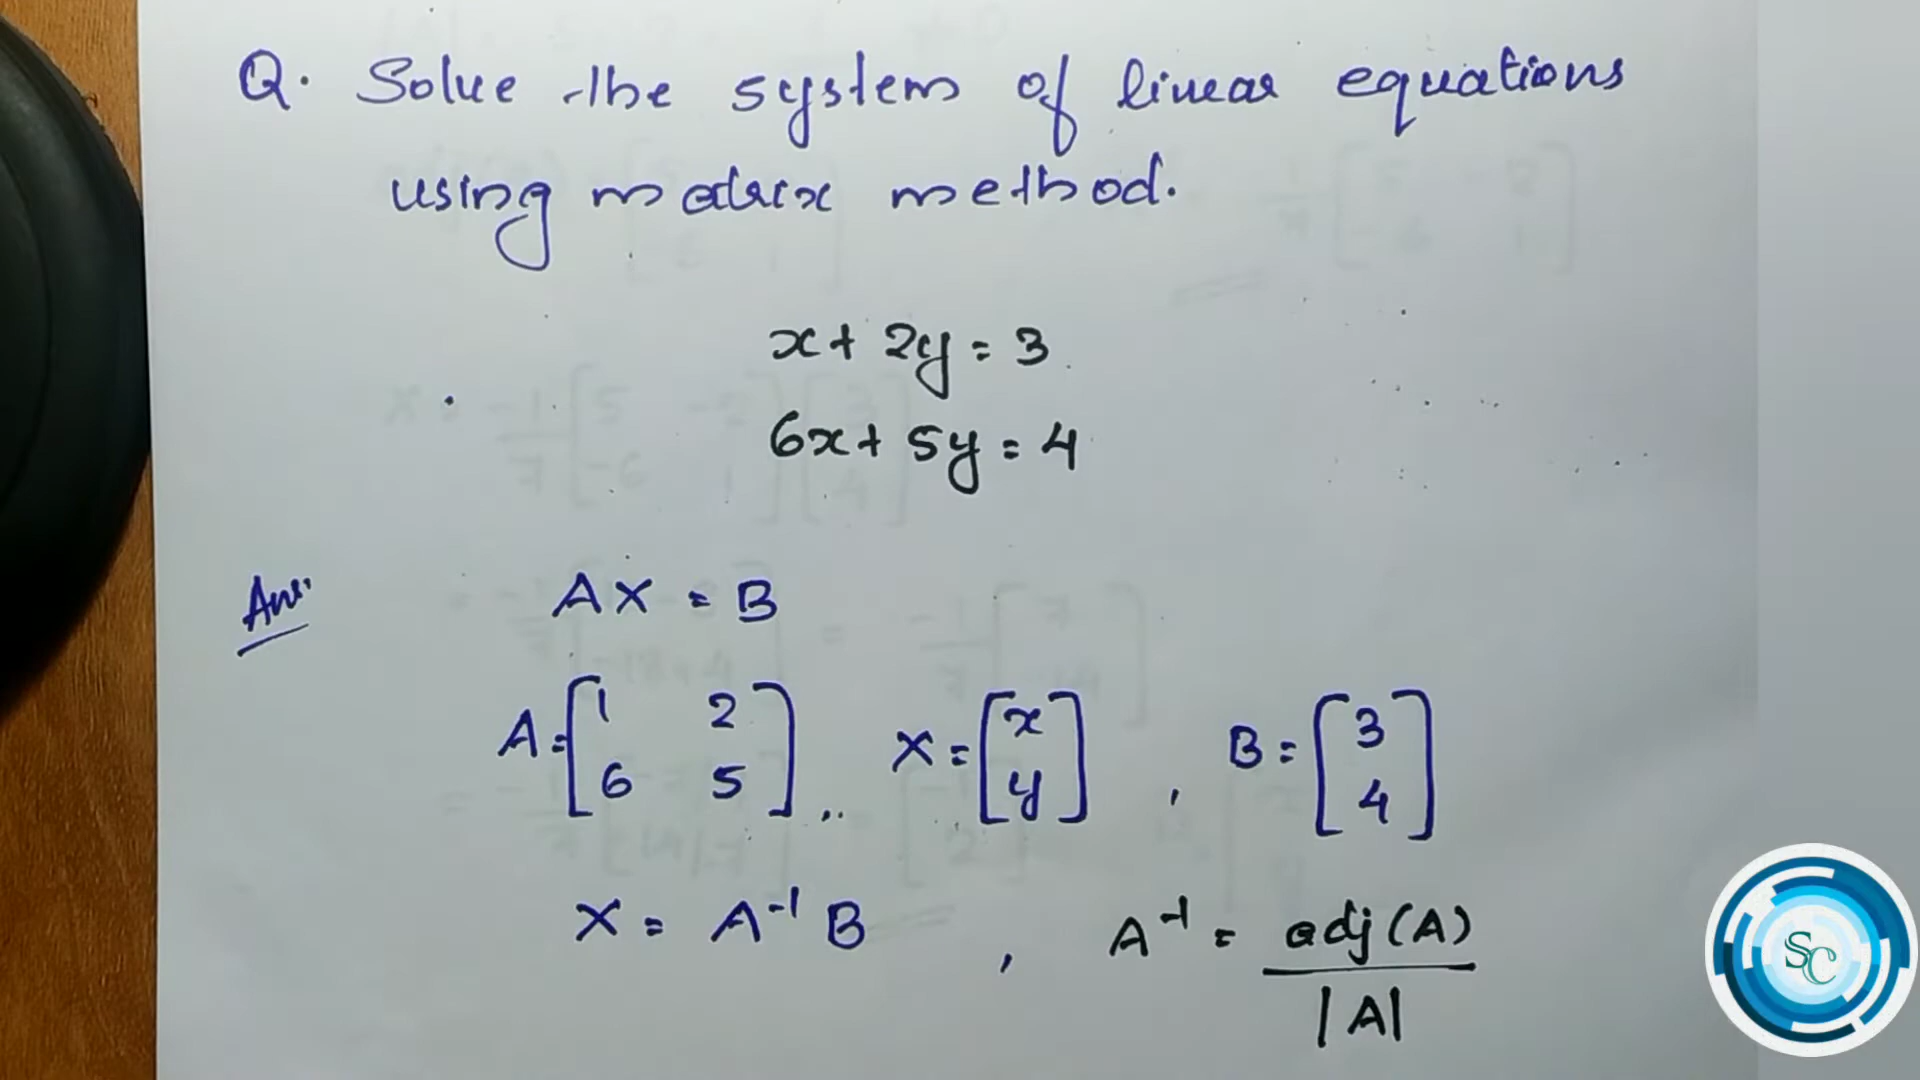 Q. Solve the system of linear equations
using matrix method.
x + 2y = 3
6x + 5y = 4
Ans:
AX = B
A = [1 2; 6 5], X = [x; y], B = [3; 4]
X = A⁻¹ B, A⁻¹ = adj(A) / |A|
SC